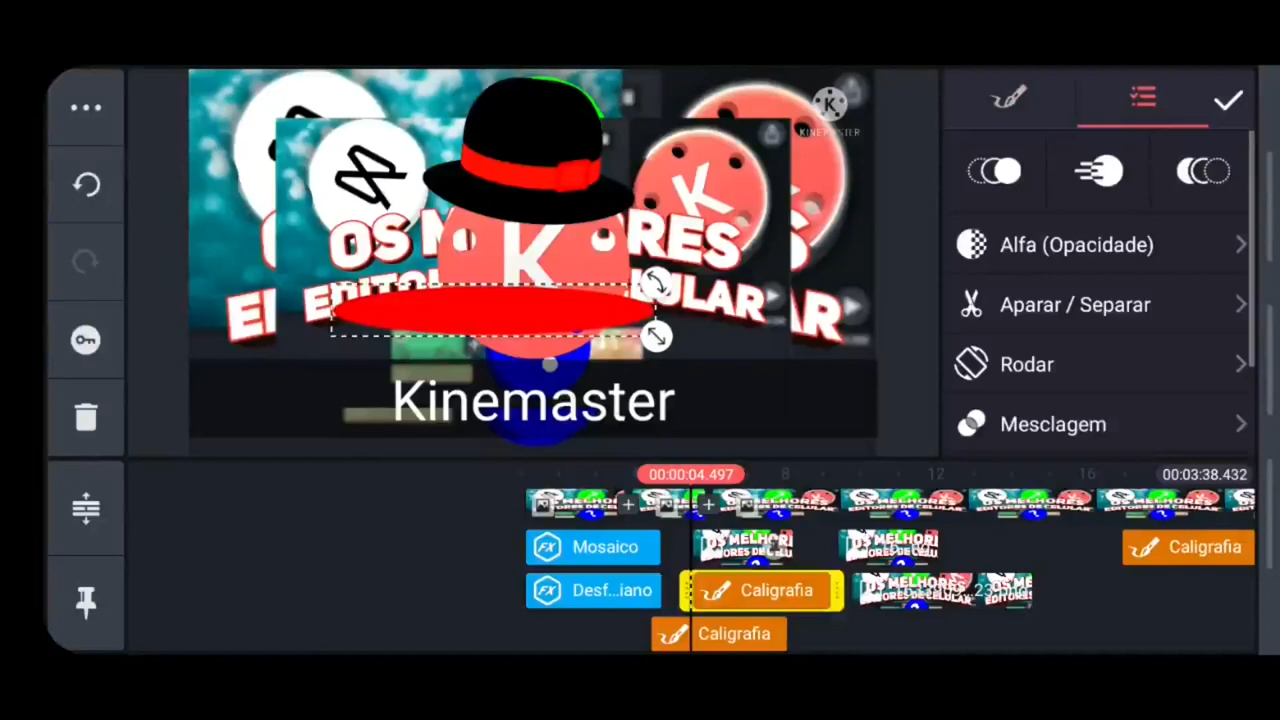 KINEMASTER
OS M
RES
EDITO
ULAR
K
Kinemaster
Alfa (Opacidade)
Aparar / Separar
Rodar
Mesclagem
00:00:04.497
8
12
16
00:03:38.432
Mosaico
Caligrafia
Desf...iano
Caligrafia
Caligrafia